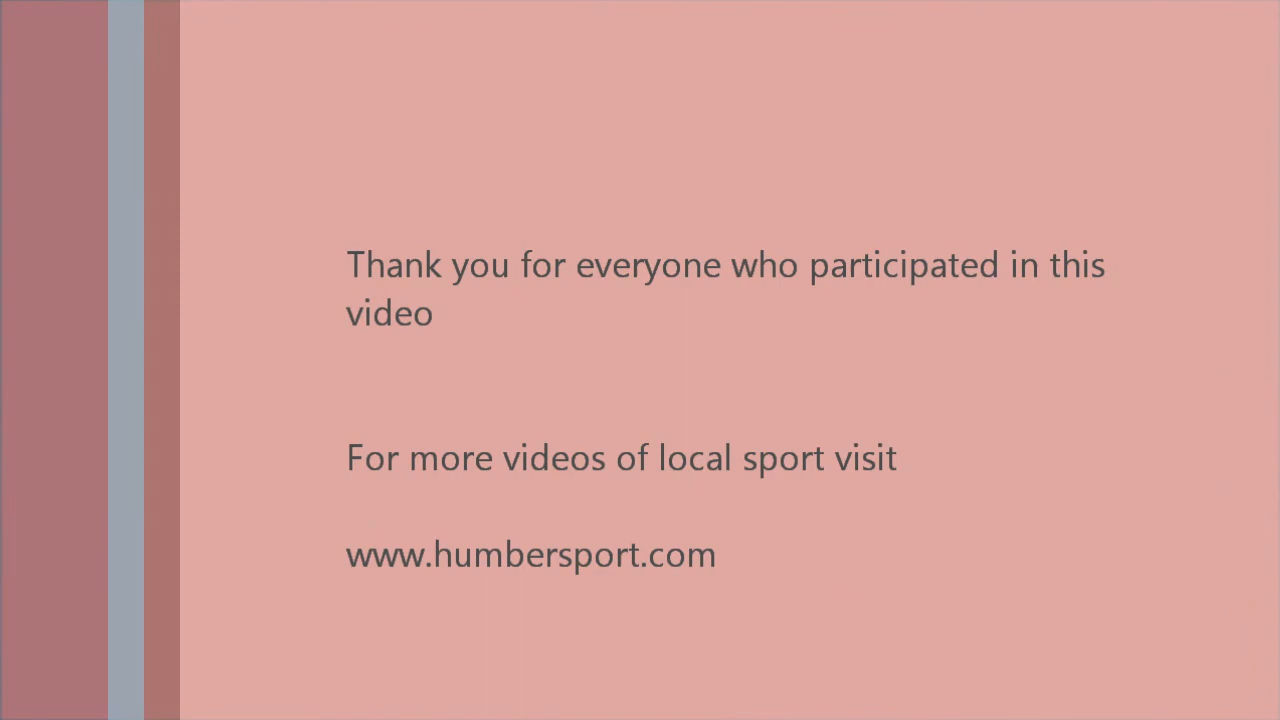 Thank you for everyone who participated in this
video
For more videos of local sport visit
www.humbersport.com